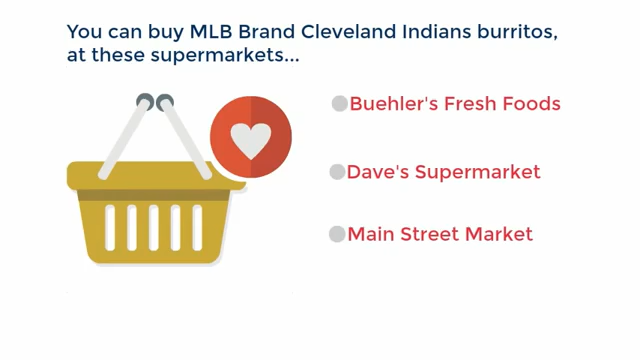 You can buy MLB Brand Cleveland Indians burritos,
at these supermarkets...
Buehler's Fresh Foods
Dave's Supermarket
Main Street Market